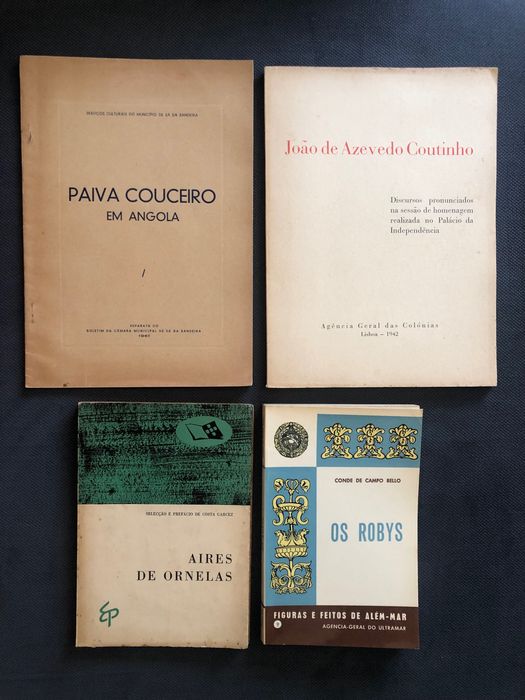 SERVIÇOS CULTURAIS DO MUNICÍPIO DE SÁ DA BANDEIRA
PAIVA COUCEIRO
EM ANGOLA
SEPARATA DO
BOLETIM DA CÂMARA MUNICIPAL DE SÁ DA BANDEIRA
João de Azevedo Coutinho
Discursos pronunciados
na sessão de homenagem
realizada no Palácio da
Independência
Agência Geral das Colónias
Lisboa – 1942
SELECÇÃO E PREFÁCIO DE COSTA GARCEZ
AIRES
DE ORNELAS
EP
CONDE DE CAMPO BELLO
OS ROBYS
FIGURAS E FEITOS DE ALÉM-MAR
AGÊNCIA-GERAL DO ULTRAMAR